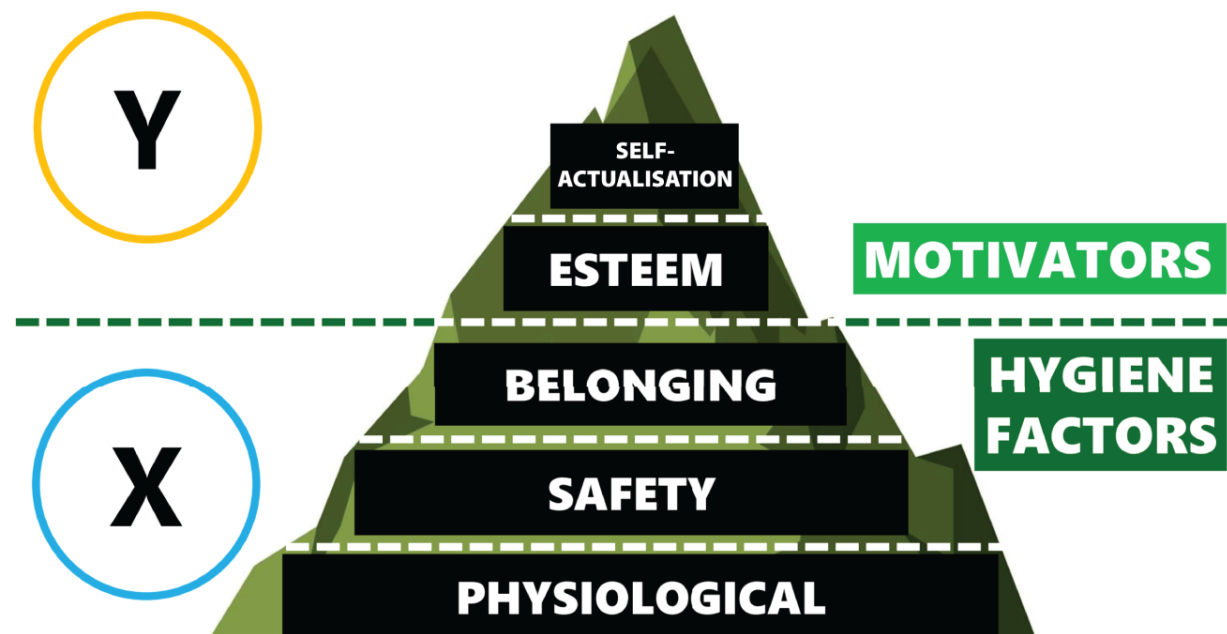 Y
SELF-
ACTUALISATION
ESTEEM
MOTIVATORS
BELONGING
HYGIENE
FACTORS
X
SAFETY
PHYSIOLOGICAL